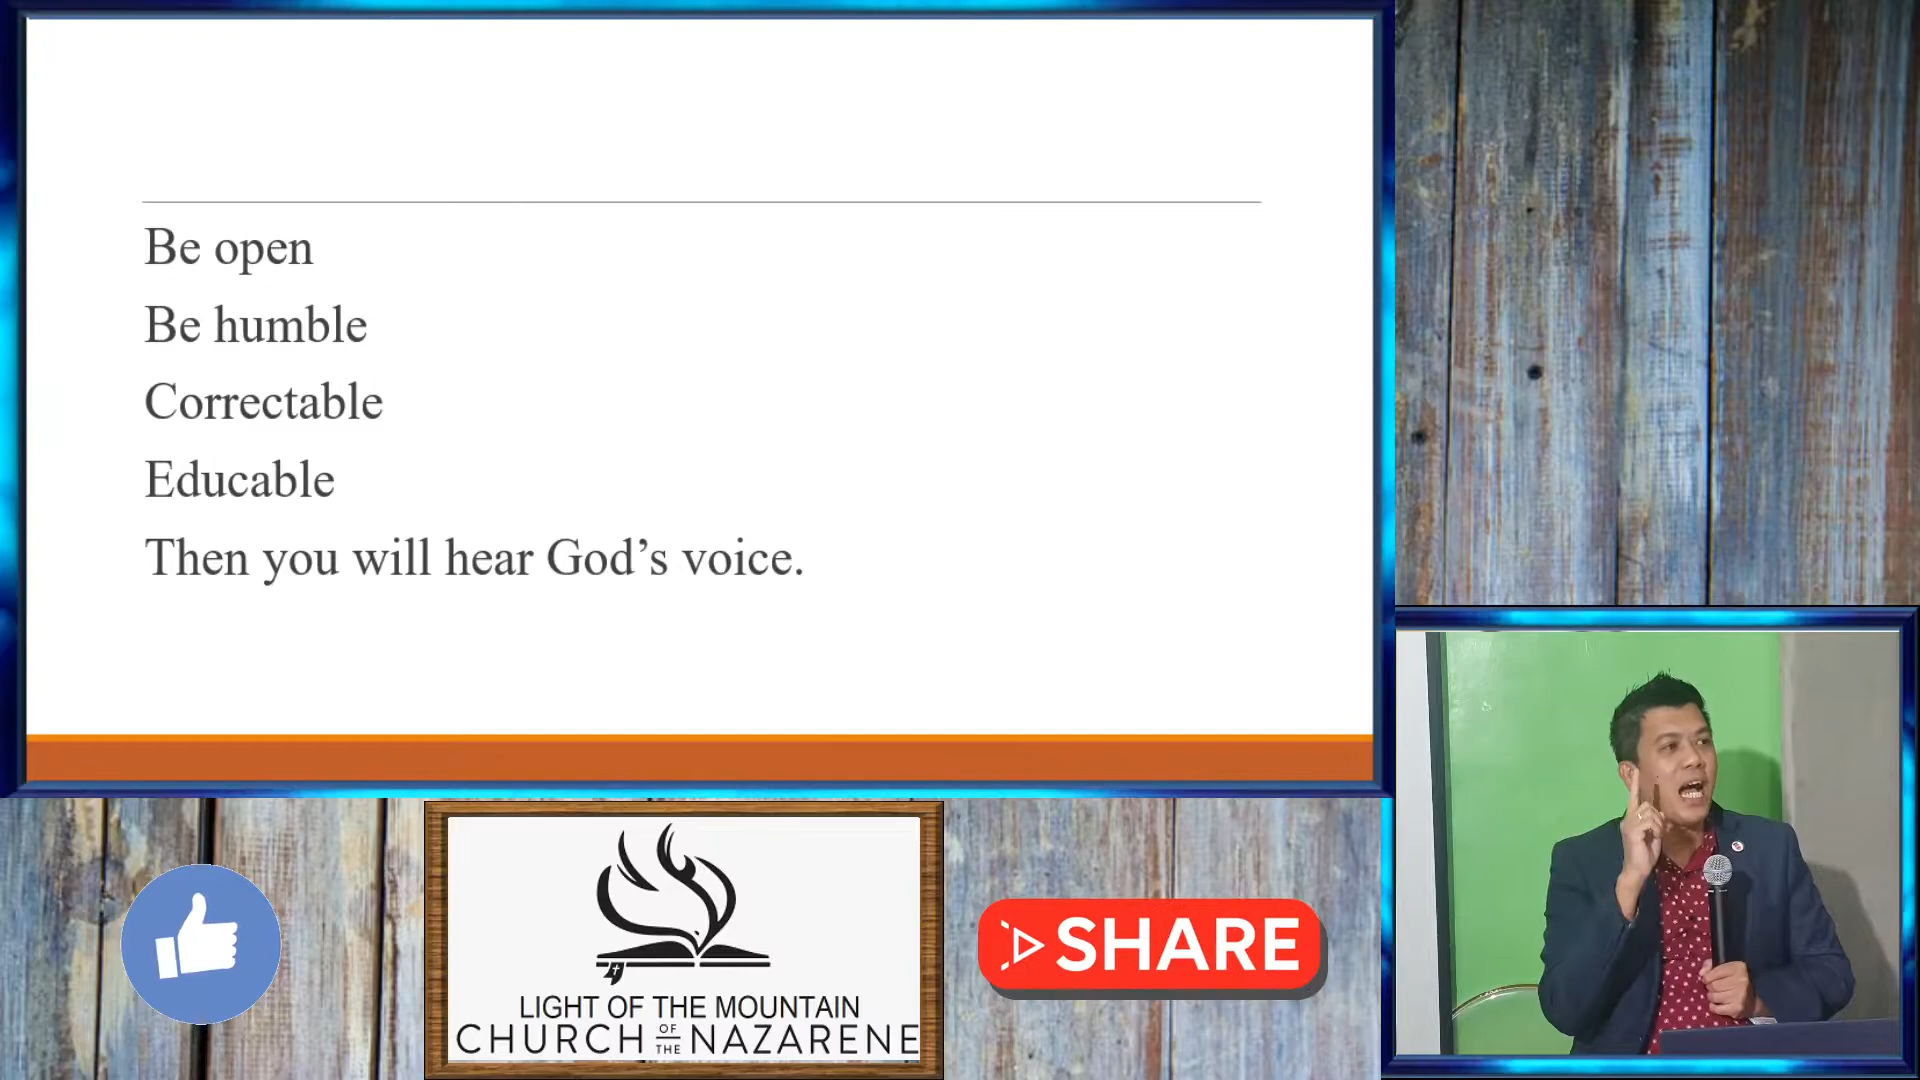 Be open
Be humble
Correctable
Educable
Then you will hear God’s voice.
LIGHT OF THE MOUNTAIN
CHURCH OF THE NAZARENE
SHARE